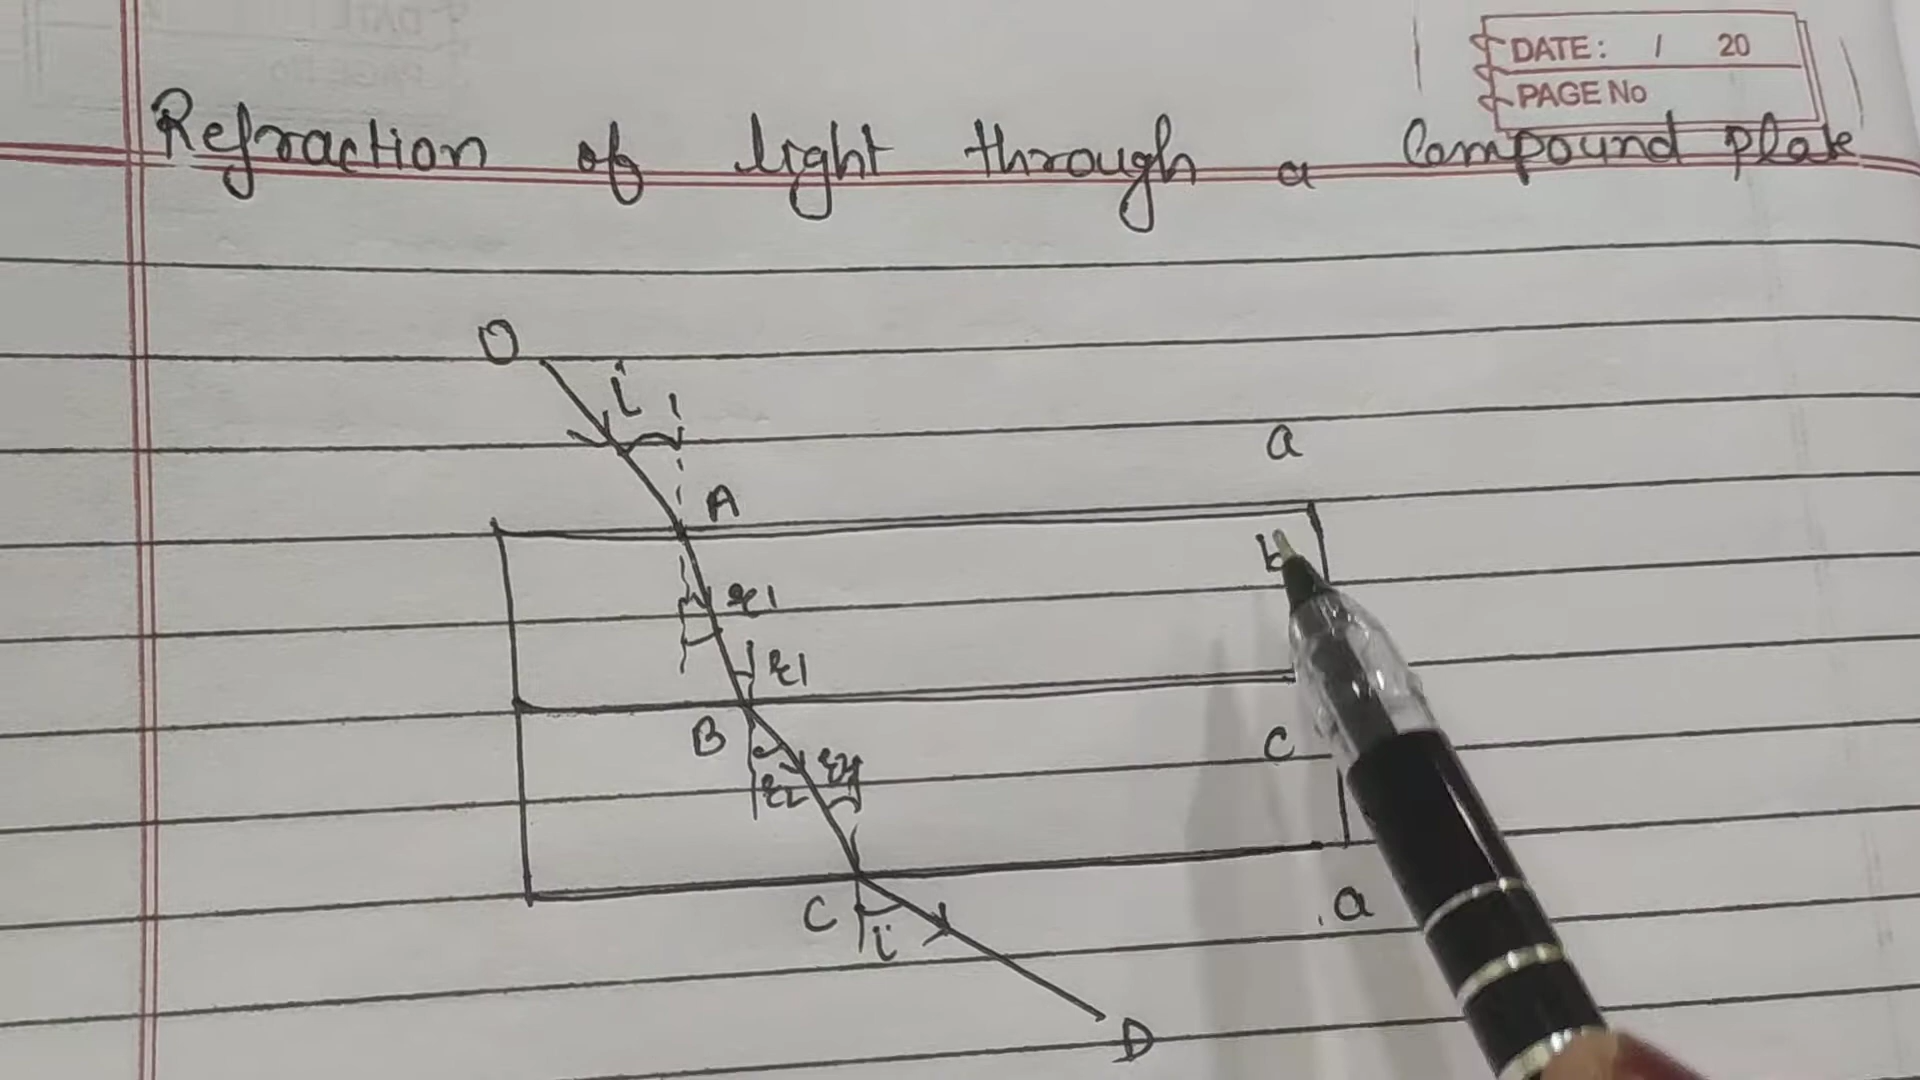 DATE: / 20
PAGE No
Refraction of light through a Compound plate
O
i
a
A
b
r1
r1
B
c
r2
r2
C
i
a
D